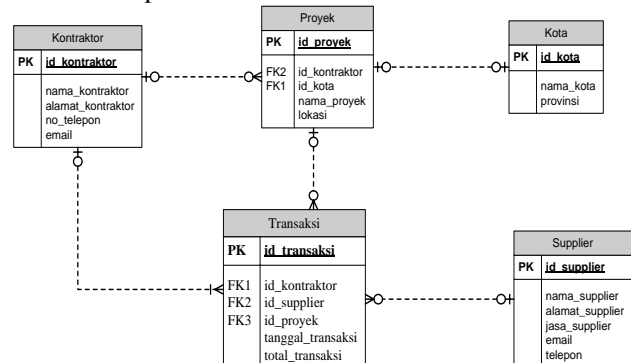 Proyek
PK id_proyek
FK2 id_kontraktor
FK1 id_kota
nama_proyek
lokasi
Kontraktor
PK id_kontraktor
nama_kontraktor
alamat_kontraktor
no_telepon
email
Kota
PK id_kota
nama_kota
provinsi
Transaksi
PK id_transaksi
FK1 id_kontraktor
FK2 id_supplier
FK3 id_proyek
tanggal_transaksi
total_transaksi
Supplier
PK id_supplier
nama_supplier
alamat_supplier
jasa_supplier
email
telepon